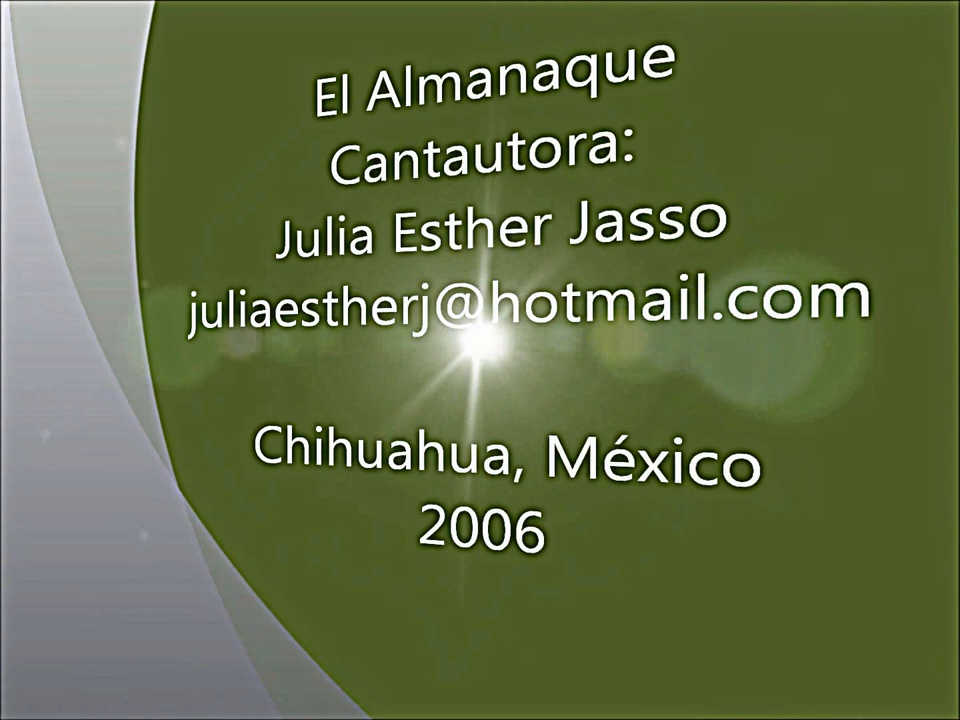 El Almanaque
Cantautora:
Julia Esther Jasso
juliaestherj@hotmail.com
Chihuahua, México
2006